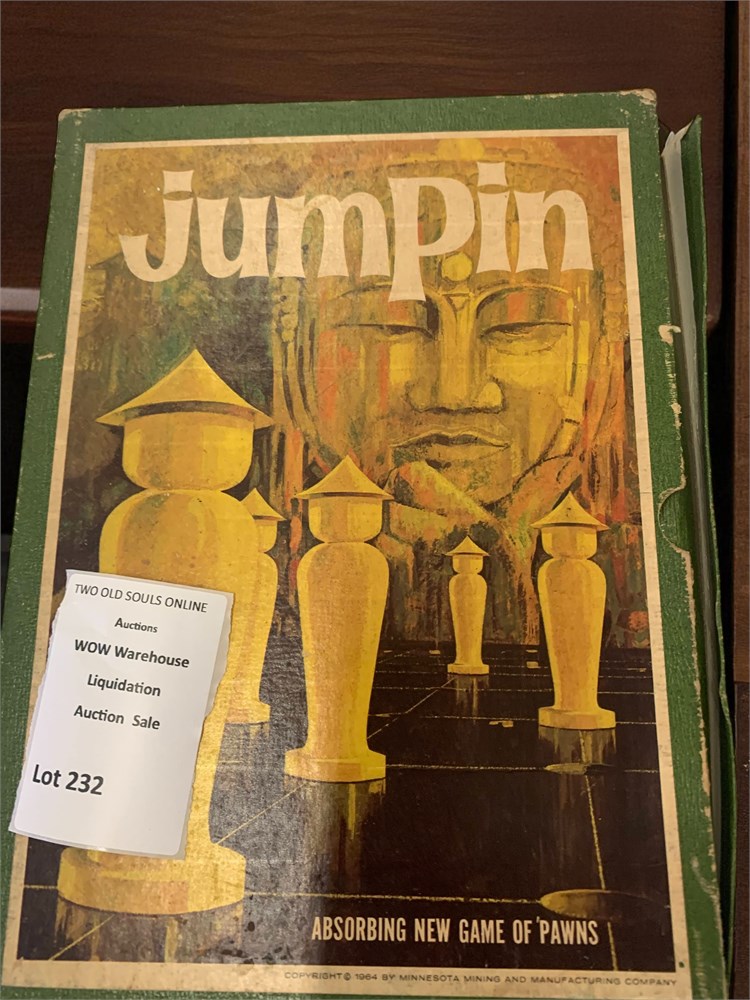 jumpin
TWO OLD SOULS ONLINE
Auctions
WOW Warehouse
Liquidation
Auction Sale
Lot 232
ABSORBING NEW GAME OF PAWNS
COPYRIGHT © 1964 BY MINNESOTA MINING AND MANUFACTURING COMPANY